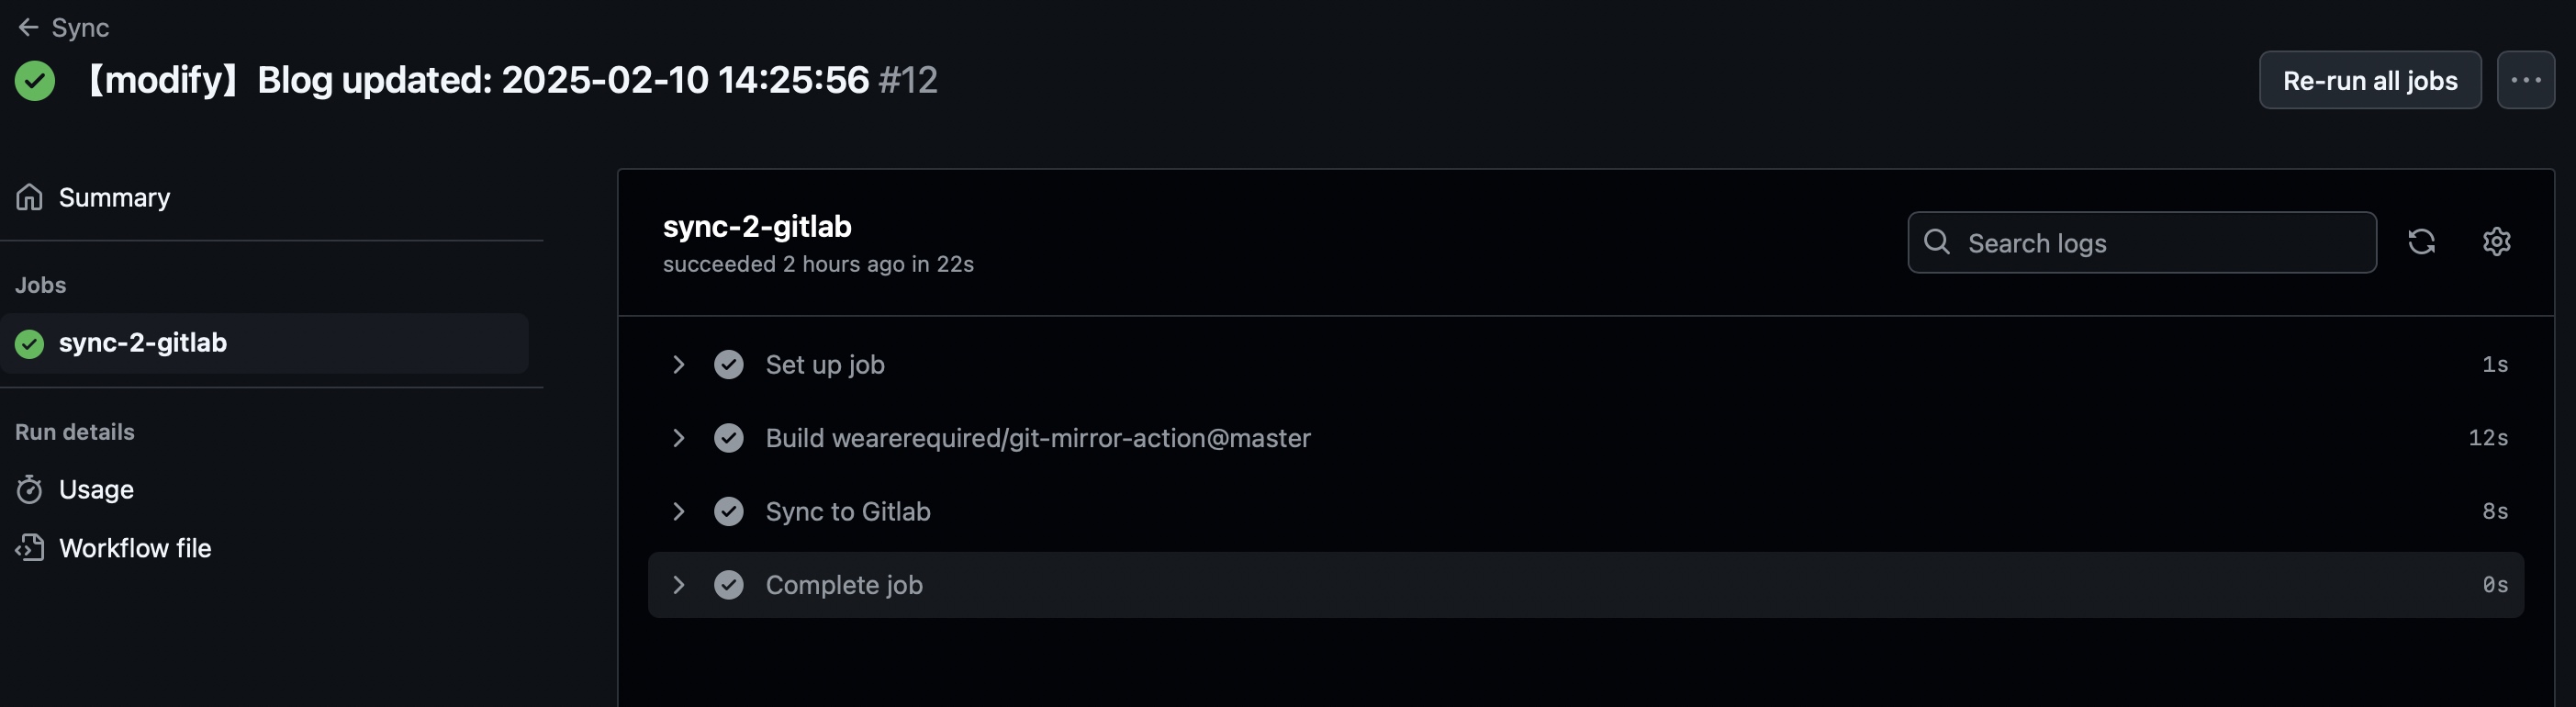 Sync
【modify】Blog updated: 2025-02-10 14:25:56 #12
Re-run all jobs
Summary
Jobs
sync-2-gitlab
Run details
Usage
Workflow file
sync-2-gitlab
succeeded 2 hours ago in 22s
Search logs
Set up job 1s
Build wearerequired/git-mirror-action@master 12s
Sync to Gitlab 8s
Complete job 0s